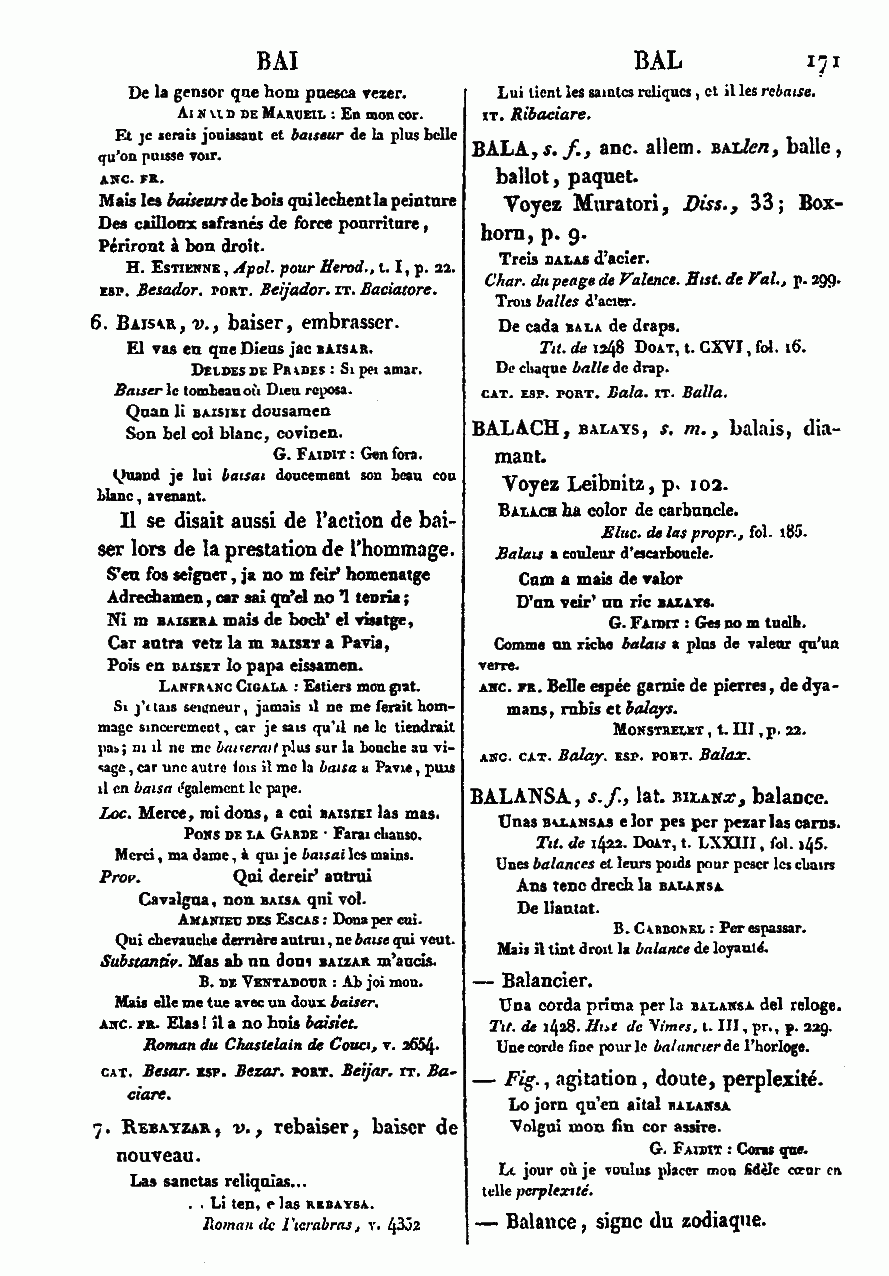 BAI
De la gensor que hom puesca vezer.
ARNAUD DE MARUEIL : En mon cor.
Et je serais jouissant et baiseur de la plus belle
qu'on puisse voir.
ANC. FR.
Mais les baiseurs de bois qui lechent la peinture
Des cailloux safranés de force pourriture,
Périront à bon droit.
H. ESTIENNE, Apol. pour Herod., t. I, p. 22.
ESP. Besador. PORT. Beijador. IT. Baciatore.
6. BAISAR, v., baiser, embrasser.
El vas en que Dieus jac BAISAR.
DEUDES DE PRADES : Si per amar.
Baiser le tombeau où Dieu reposa.
Quan li BAISIEI dousamen
Son bel col blanc, covinen.
G. FAIDIT : Gen fora.
Quand je lui baisai doucement son beau cou
blanc, avenant.
Il se disait aussi de l'action de bai-
ser lors de la prestation de l'hommage.
S'eu fos seigner, ja no m feir' homenatge
Adrechamen, car sai qu'el no 'l tenria;
Ni m BAISERA mais de boch' el visatge,
Car autra vetz la m BAISET a Pavia,
Pois en BAISET lo papa eissamen.
LANFRANC CIGALA : Estiers mon grat.
Si j'étais seigneur, jamais il ne me ferait hom-
mage sincerement, car je sais qu'il ne le tiendrait
pas; ni il ne me baiserait plus sur la bouche au vi-
sage, car une autre fois il me la baisa a Pavie, puis
il en baisa également le pape.
Loc. Merce, mi dons, a cui BAISIEI las mas.
PONS DE LA GARDE : Farai chanso.
Merci, ma dame, à qui je baisai les mains.
Prov. Qui dereir' autrui
Cavalgua, non BAISA qui vol.
AMANIEU DES ESCAS : Dona per cui.
Qui chevauche derrière autrui, ne baise qui veut.
Substantiv. Mas ab un dous BAIZAR m'aucis.
B. DE VENTADOUR : Ab joi mou.
Mais elle me tue avec un doux baiser.
ANC. FR. Elas! il a no huis baisiet.
Roman du Chastelain de Couci, v. 2654.
CAT. Besar. ESP. Bezar. PORT. Beijar. IT. Ba-
ciare.
7. REBAYZAR, v., rebaiser, baiser de
nouveau.
Las sanctas reliquias...
. . Li ten, e las REBAYSA.
Roman de Fierabras, v.
BAL 171
Lui tient les saintes reliques, et il les rebaise.
IT. Ribaciare.
BALA, s. f., anc. allem. BALlen, balle,
ballot, paquet.
Voyez Muratori, Diss., 33; Box-
horn, p. 9.
Treis BALAS d'acier.
Char. du peage de Valence. Hist. de Val., p. 299.
Trois balles d'acier.
De cada BALA de draps.
Tit. de 1248 DOAT, t. CXVI, fol. 16.
De chaque balle de drap.
CAT. ESP. PORT. Bala. IT. Balla.
BALACH, BALAYS, s. m., balais, dia-
mant.
Voyez Leibnitz, p. 102.
BALACH ha color de carbuncle.
Eluc. de las propr., fol. 185.
Balais a couleur d'escarboucle.
Cum a mais de valor
D'un veir' un ric BALAYS.
G. FAIDIT : Ges no m tuelh.
Comme un riche balais a plus de valeur qu'un
verre.
ANC. FR. Belle espée garnie de pierres, de dya-
mans, rubis et balays.
MONSTRELET, t. III, p. 22.
ANC. CAT. Balay. ESP. PORT. Balax.
BALANSA, s. f., lat. BILANx, balance.
Unas BALANSAS e lor pes per pezar las carns.
Tit. de 1422. DOAT, t. LXXIII, fol. 145.
Unes balances et leurs poids pour peser les chairs
Ans tenc drech la BALANSA
De liautat.
B. CARBONEL : Per espassar.
Mais il tint droit la balance de loyauté.
— Balancier.
Una corda prima per la BALANSA del reloge.
Tit. de 1428. Hist. de Nimes, t. III, pr., p. 229.
Une corde fine pour le balancier de l'horloge.
— Fig., agitation, doute, perplexité.
Lo jorn qu'en aital BALANSA
Volgui mon fin cor assire.
G. FAIDIT : Coras que.
Le jour où je voulus placer mon fidèle cœur en
telle perplexité.
— Balance, signe du zodiaque.